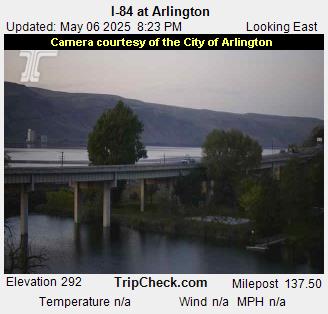 I-84 at Arlington
Updated: May 06 2025 8:23 PM Looking East
Camera courtesy of the City of Arlington
Elevation 292 TripCheck.com Milepost 137.50
Temperature n/a Wind n/a MPH n/a